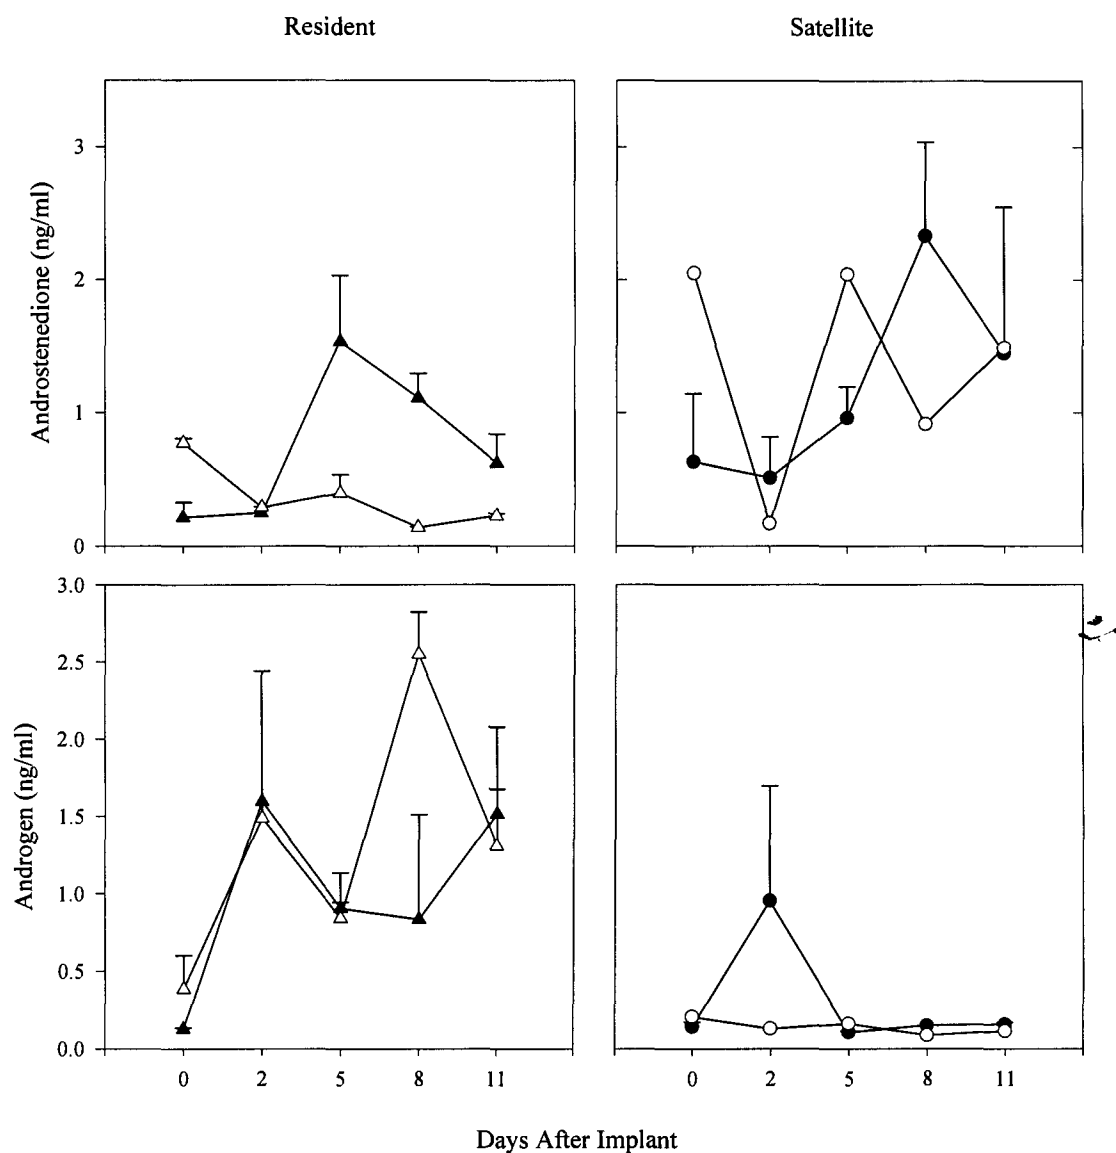 Resident Satellite
Androstenedione (ng/ml)
3
2
1
0
Androgen (ng/ml)
3.0
2.5
2.0
1.5
1.0
0.5
0.0
0 2 5 8 11
0 2 5 8 11
Days After Implant